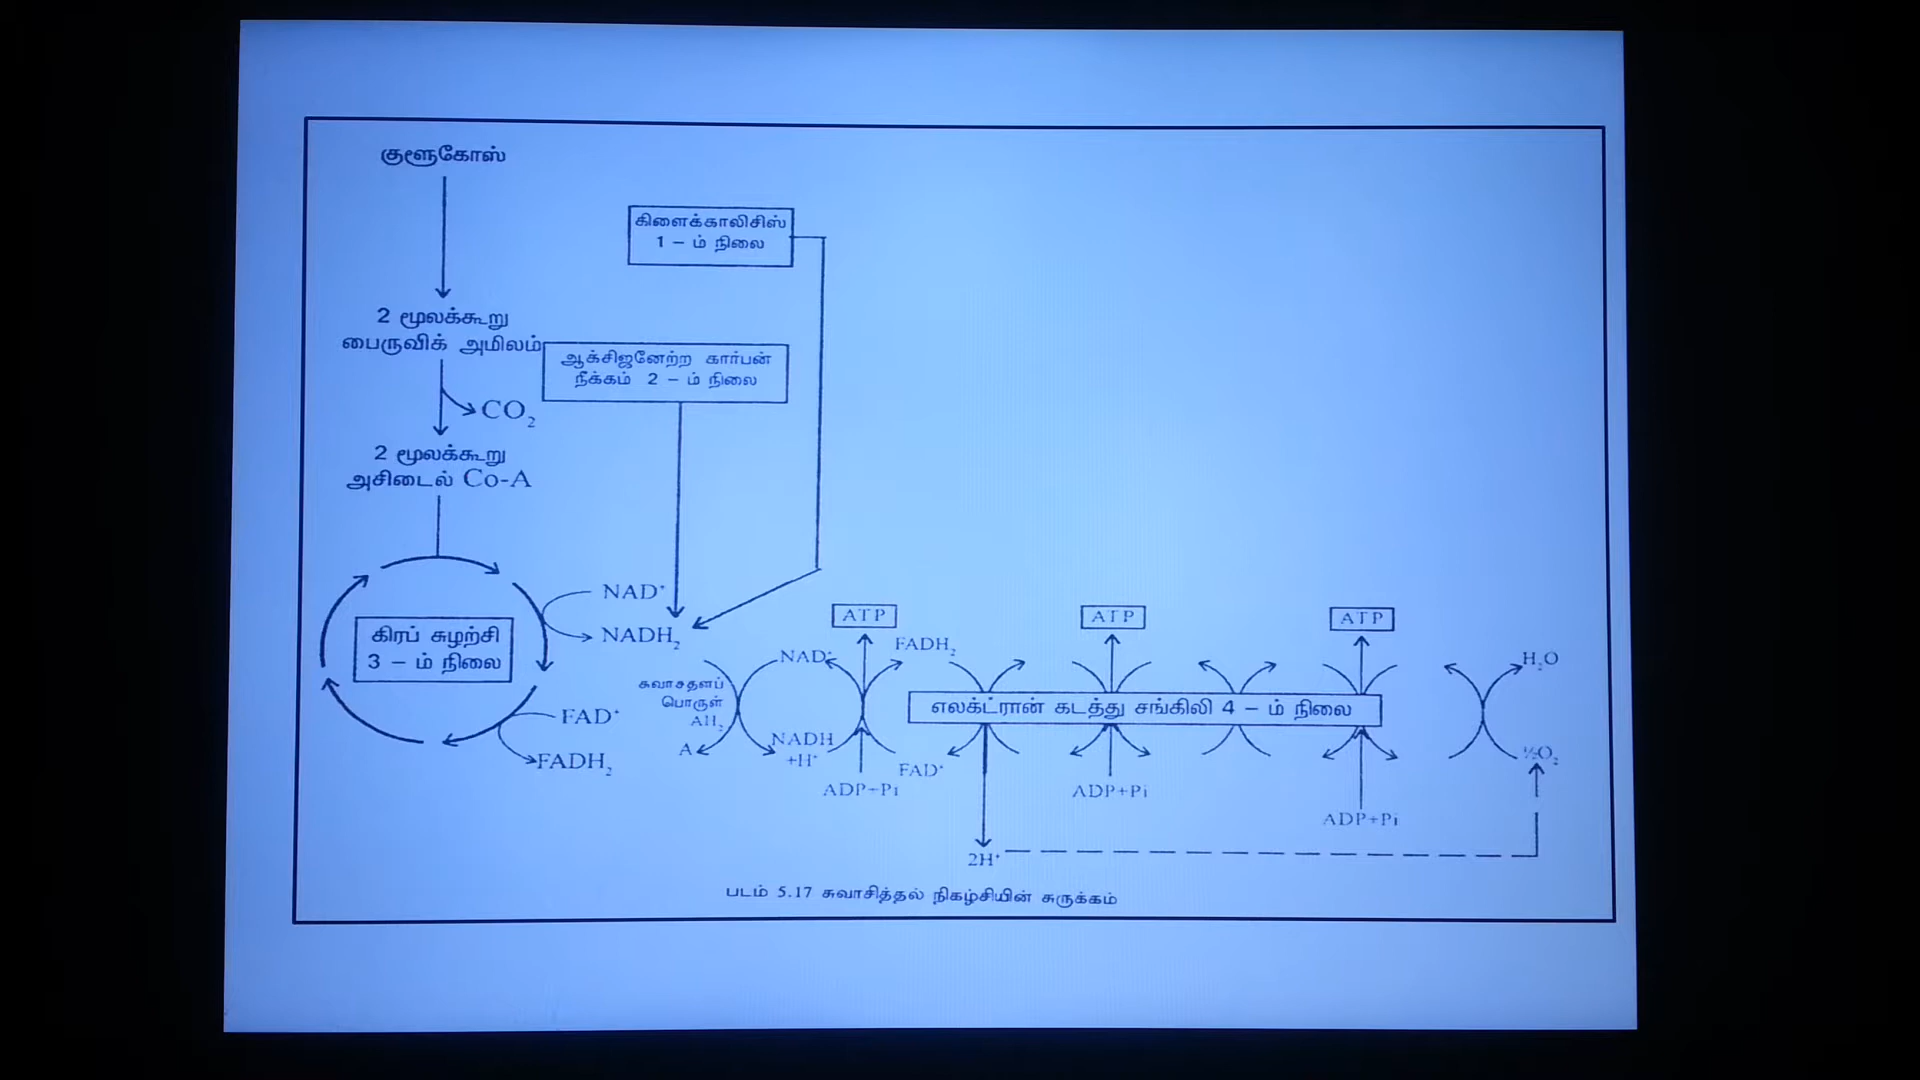 குளூகோஸ்
கிளைக்காலிசிஸ்
1 – ம் நிலை
2 மூலக்கூறு
பைருவிக் அமிலம்
ஆக்சிஜனேற்ற கார்பன்
நீக்கம் 2 – ம் நிலை
CO₂
2 மூலக்கூறு
அசிடைல் Co-A
NAD⁺
NADH₂
கிரப் சுழற்சி
3 – ம் நிலை
FAD⁺
FADH₂
ATP
ATP
ATP
NAD⁺
FADH₂
H₂O
சுவாசதளப்
பொருள்
AH₂
எலக்ட்ரான் கடத்து சங்கிலி 4 – ம் நிலை
A
NADH
+H⁺
FAD⁺
½O₂
ADP+Pi
ADP+Pi
ADP+Pi
2H⁺
படம் 5.17 சுவாசித்தல் நிகழ்சியின் சுருக்கம்